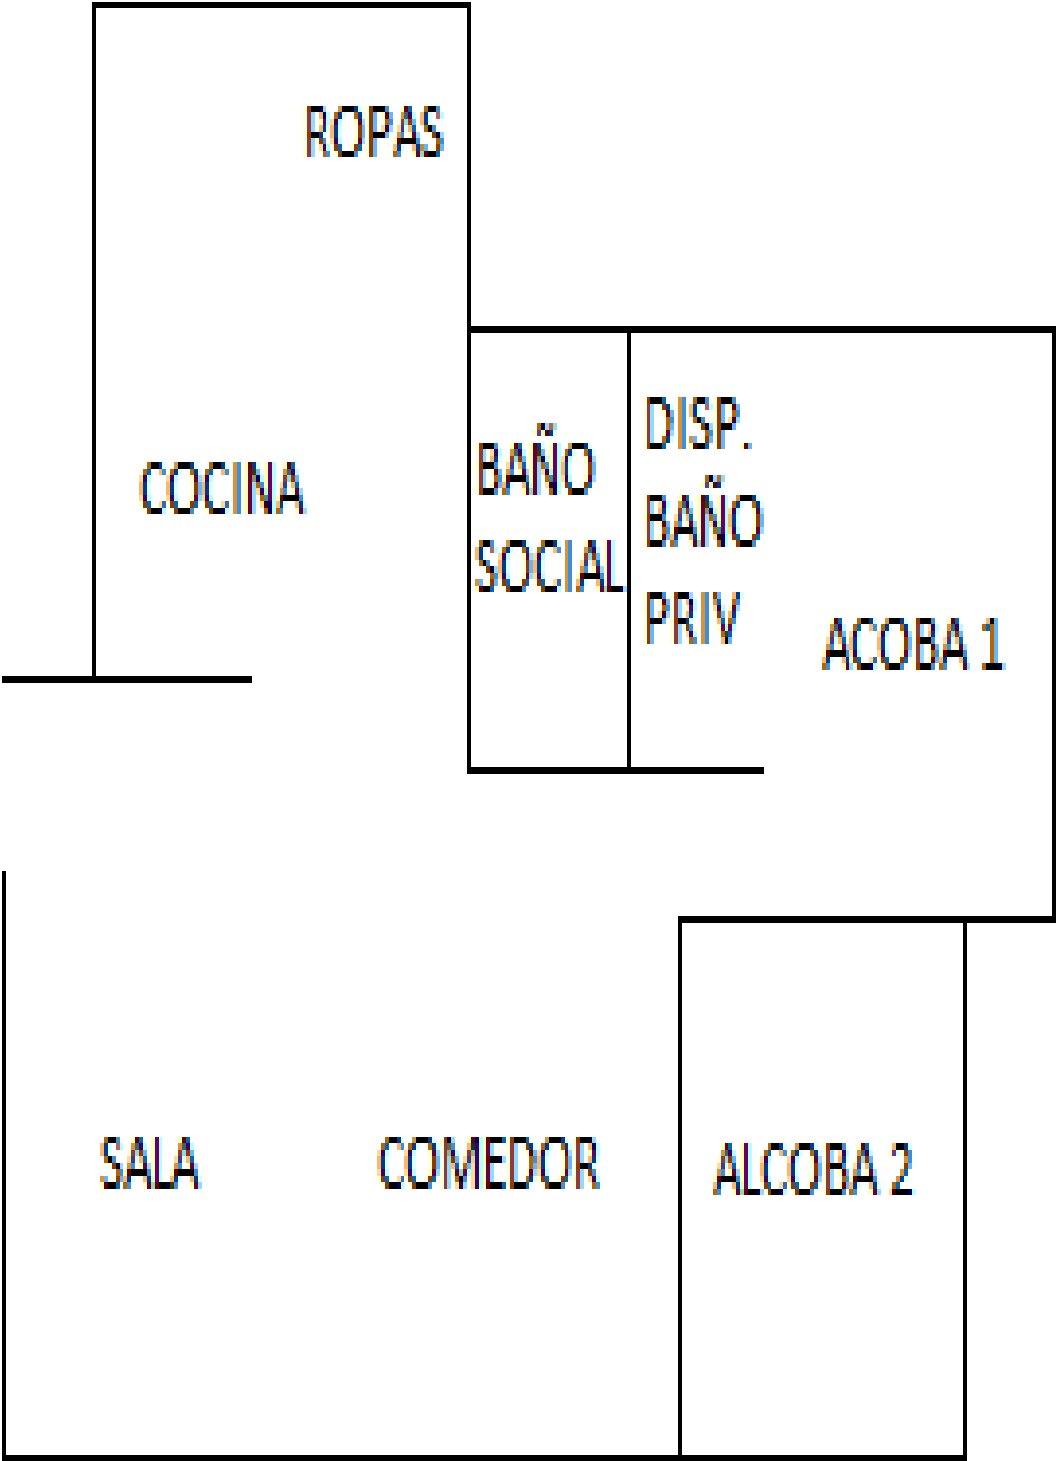 ROPAS
COCINA
BAÑO
SOCIAL
DISP.
BAÑO
PRIV
ACOBA 1
SALA
COMEDOR
ALCOBA 2